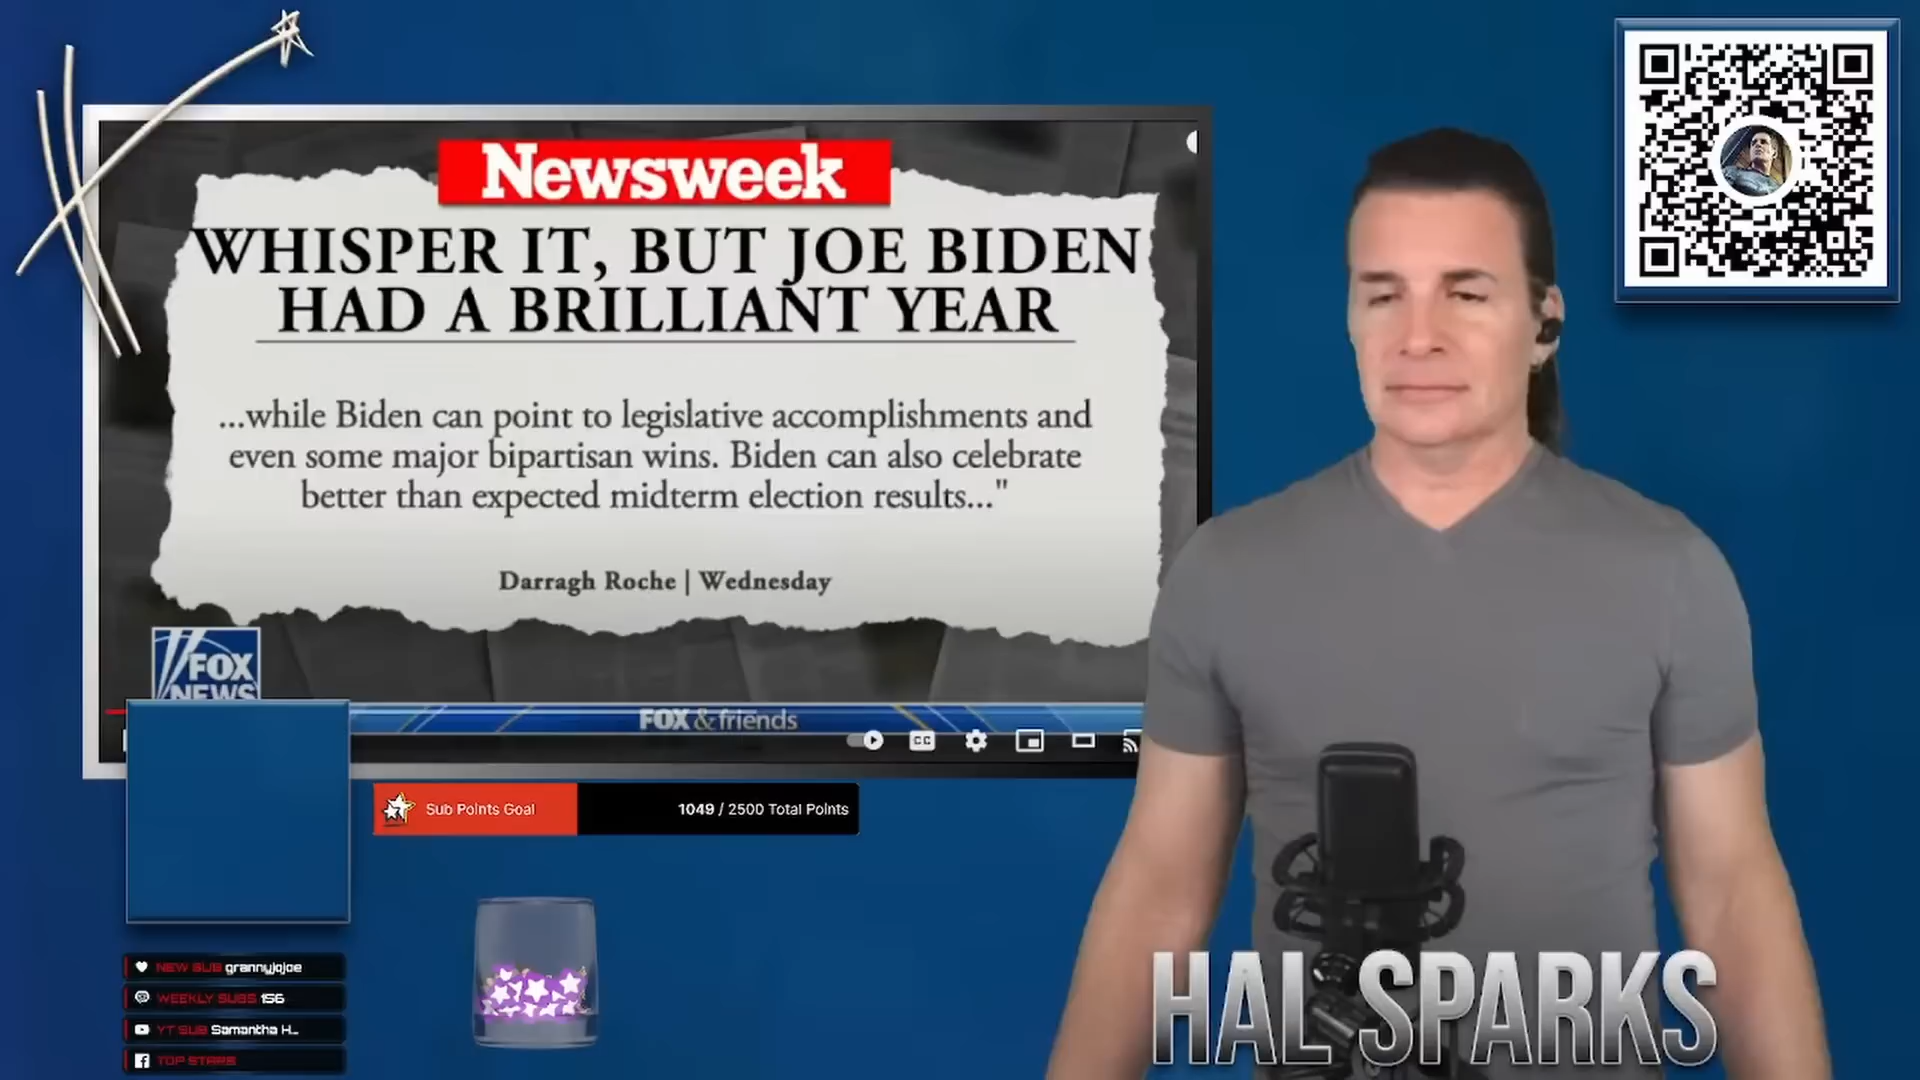 Newsweek
WHISPER IT, BUT JOE BIDEN
HAD A BRILLIANT YEAR
...while Biden can point to legislative accomplishments and
even some major bipartisan wins. Biden can also celebrate
better than expected midterm election results..."
Darragh Roche | Wednesday
FOX
NEWS
FOX & friends
CC
Sub Points Goal
1049 / 2500 Total Points
NEW SUB grannyjojoe
WEEKLY SUBS 156
YT SUB Samantha H...
TOP STARS
HAL SPARKS